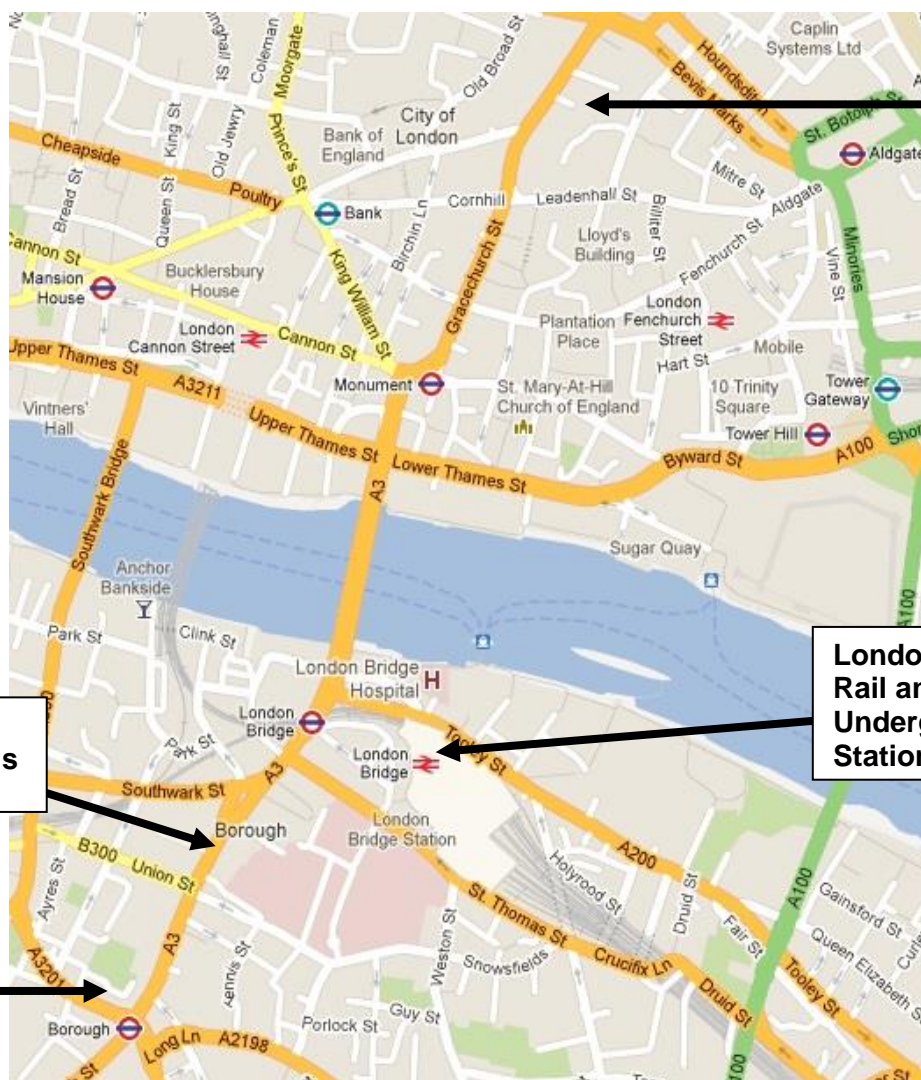 Caplin
Systems Ltd
Houndsditch
Bevis Marks
St. Botolph St
Aldgate
Moorgate
Coleman
Old Broad St
City of
London
Bank of
England
Prince's St
Old Jewry
King St
Cheapside
Poultry
Bread St
Queen St
Bank
Cornhill
Leadenhall St
Mitre St
Billiter St
Fenchurch St
Aldgate
Lloyd's
Building
Minories
Vine St
Birchin Ln
King William St
Gracechurch St
Cannon St
Mansion
House
Bucklersbury
House
London
Cannon Street
Cannon St
Plantation
Place
London
Fenchurch
Street
Hart St
Mobile
Upper Thames St
A3211
Monument
St. Mary-At-Hill
Church of England
10 Trinity
Square
Tower
Gateway
Tower Hill
Vintners'
Hall
Upper Thames St
Lower Thames St
Byward St
A100
Southwark Bridge
A3
Sugar Quay
A100
Anchor
Bankside
Park St
Clink St
London Bridge
Hospital
H
London
Bridge
Tooley St
London
Bridge
Park St
A3
Southwark St
Borough
London
Bridge Station
B300
Union St
A200
Holyrood St
Druid St
A100
Gainsford St
Ayres St
A3
St. Thomas St
Fair St
Queen Elizabeth St
Weston St
Snowsfields
Crucifix Ln
Tooley St
A3201
Druid St
Guy St
Porlock St
Borough
Long Ln
A2198
Rail
Station